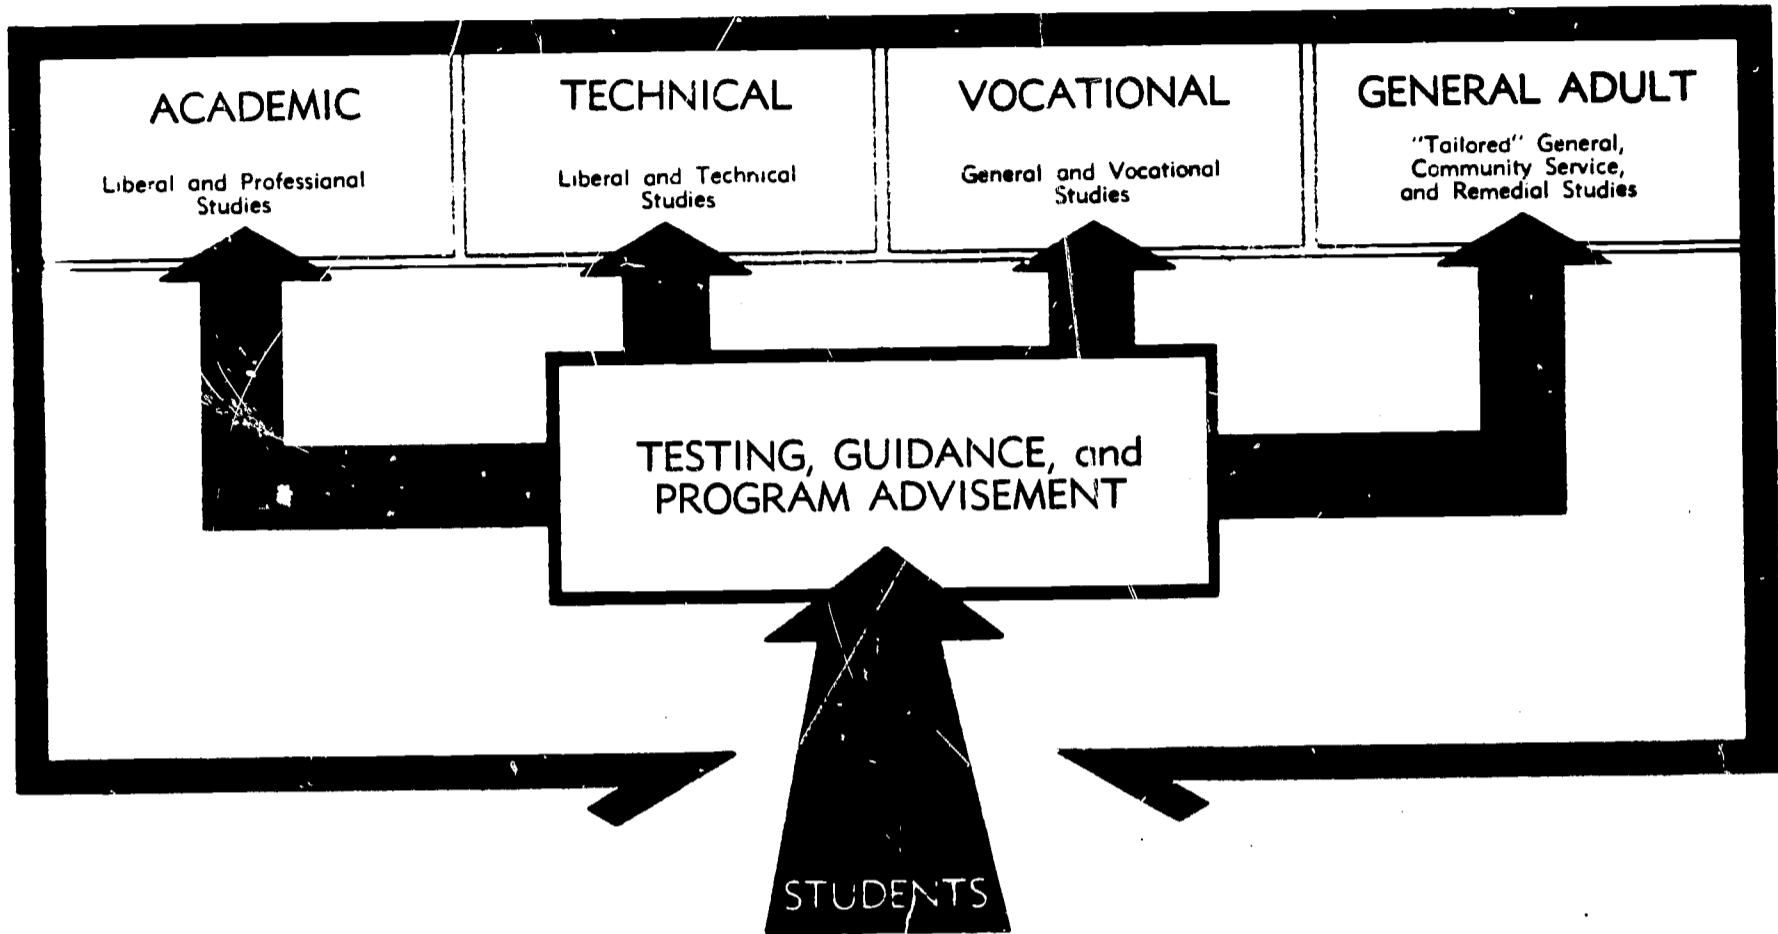 ACADEMIC
Liberal and Professional
Studies
TECHNICAL
Liberal and Technical
Studies
VOCATIONAL
General and Vocational
Studies
GENERAL ADULT
"Tailored" General,
Community Service,
and Remedial Studies
TESTING, GUIDANCE, and
PROGRAM ADVISEMENT
STUDENTS